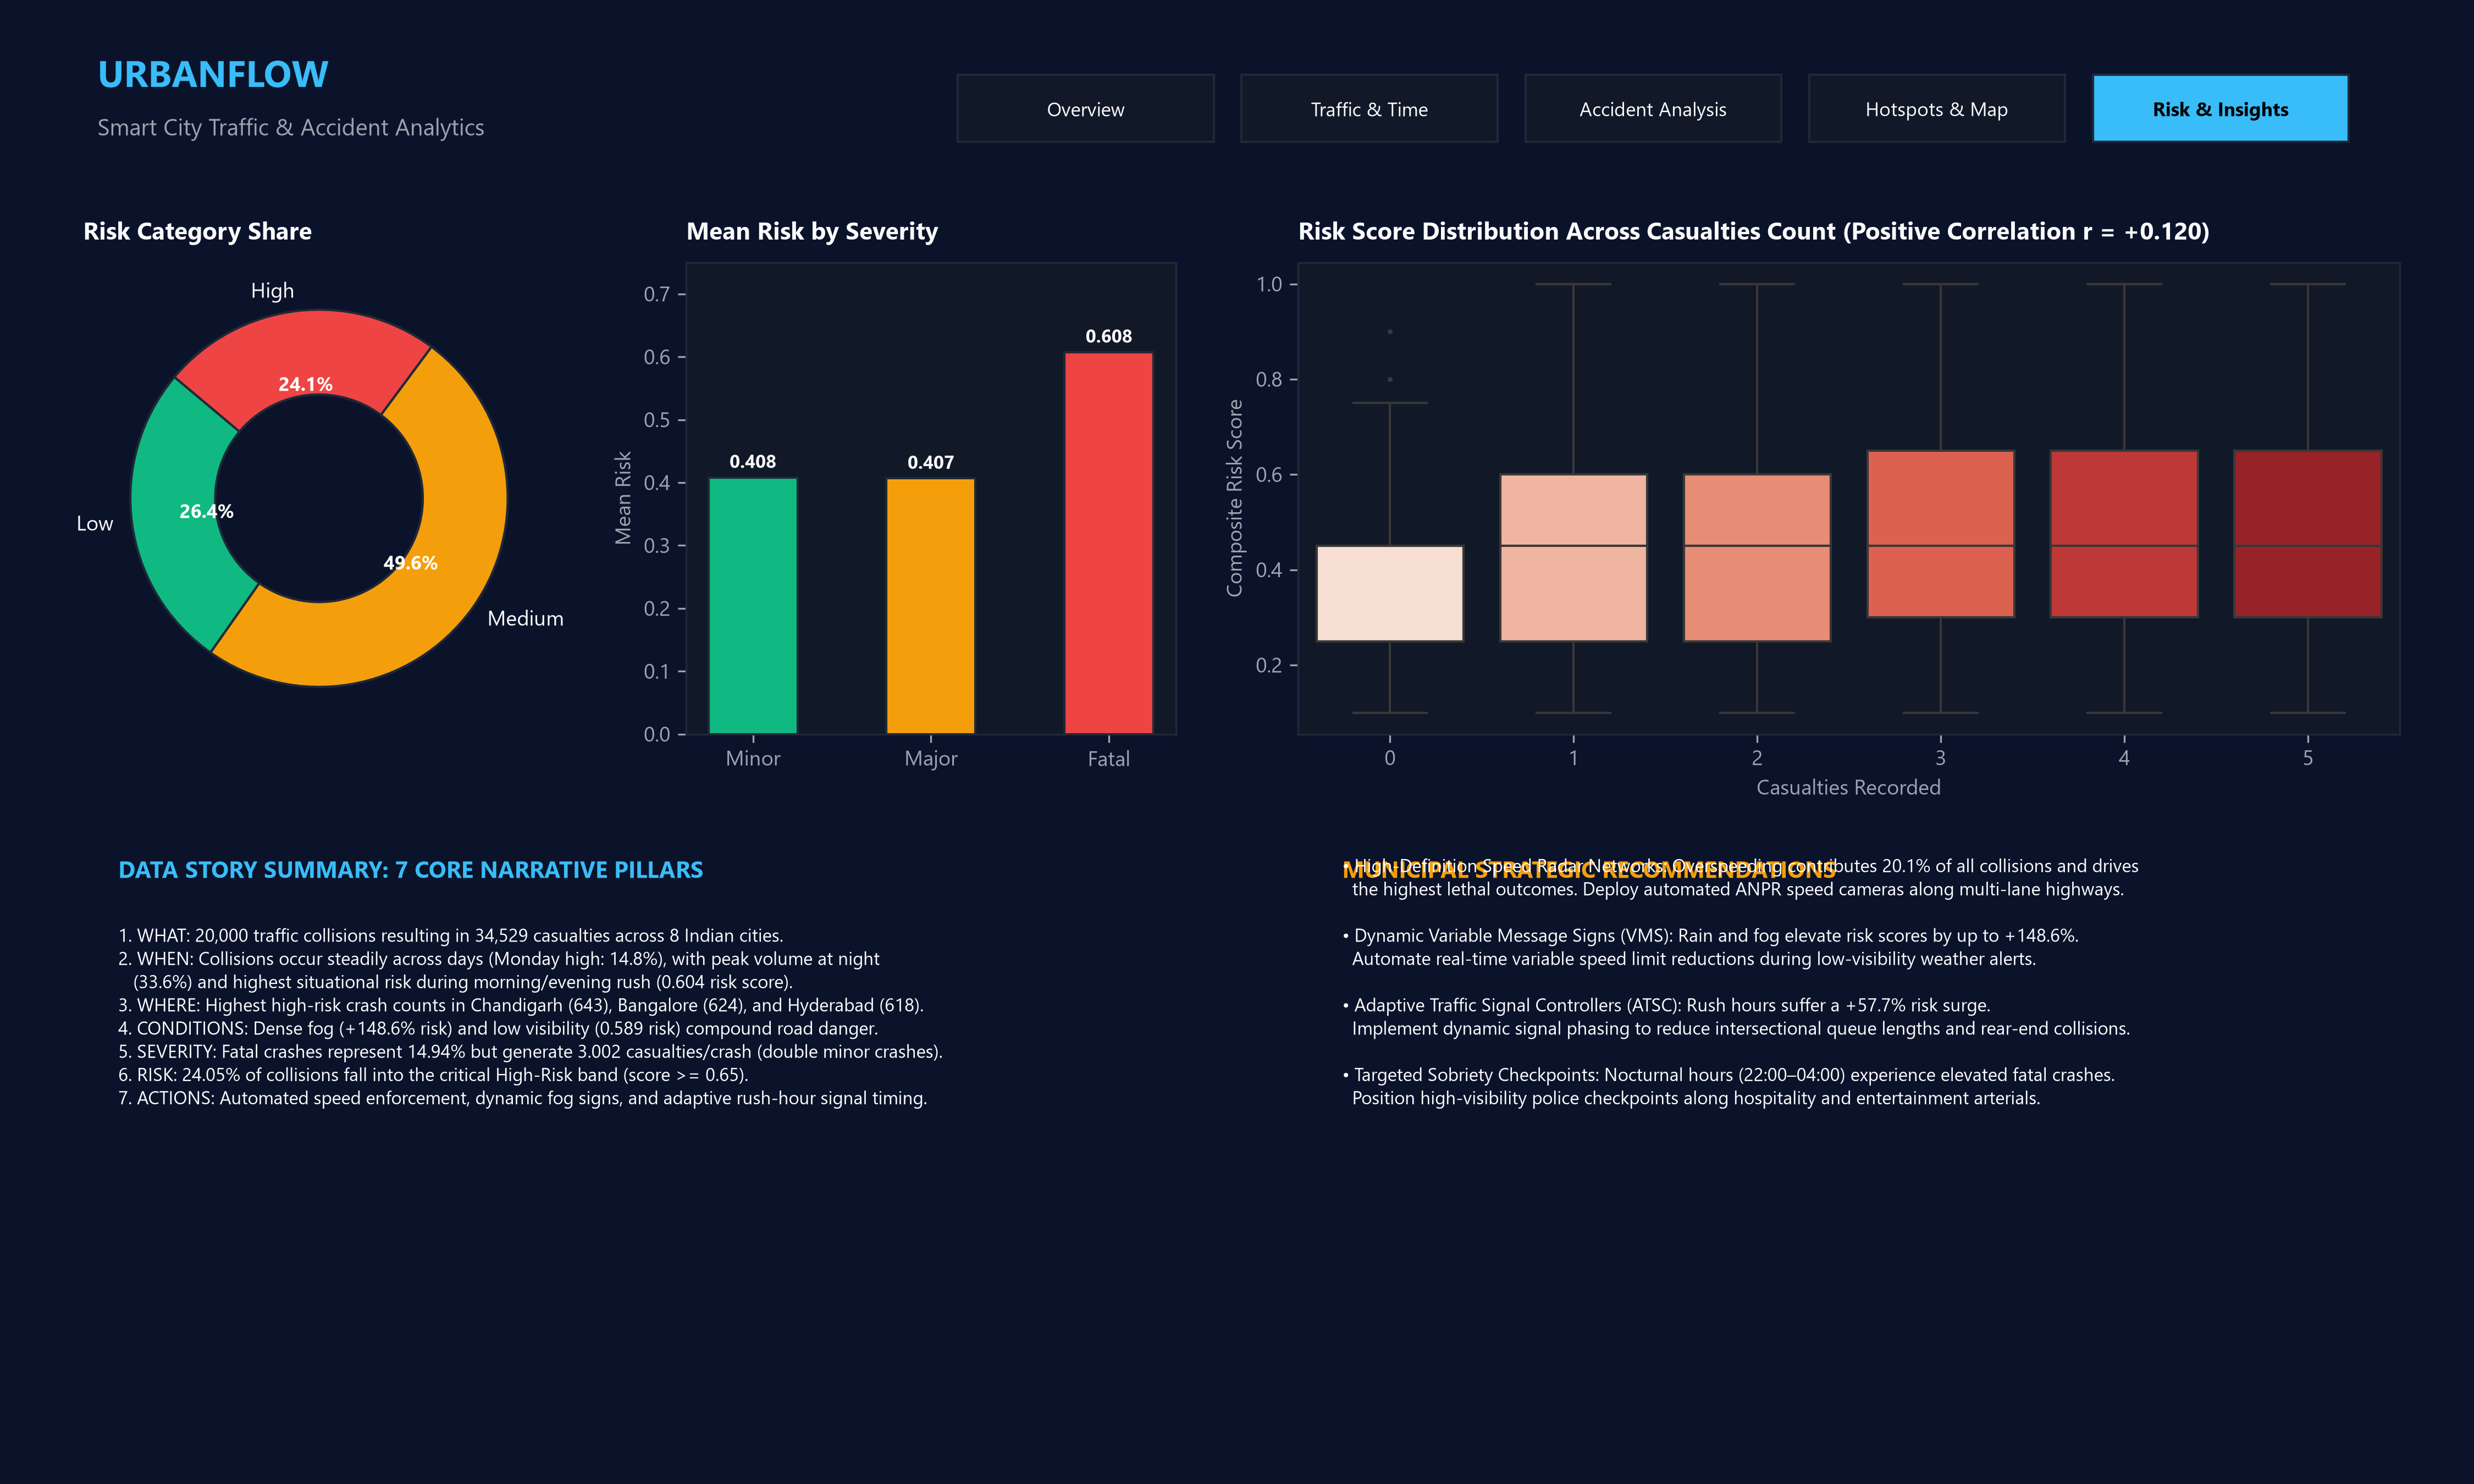 URBANFLOW
Smart City Traffic & Accident Analytics
Overview
Traffic & Time
Accident Analysis
Hotspots & Map
Risk & Insights
Risk Category Share
High
24.1%
Low
26.4%
49.6%
Medium
Mean Risk by Severity
Mean Risk
0.7
0.6
0.5
0.4
0.3
0.2
0.1
0.0
0.408
0.407
0.608
Minor
Major
Fatal
Risk Score Distribution Across Casualties Count (Positive Correlation r = +0.120)
Composite Risk Score
1.0
0.8
0.6
0.4
0.2
0
1
2
3
4
5
Casualties Recorded
DATA STORY SUMMARY: 7 CORE NARRATIVE PILLARS
1. WHAT: 20,000 traffic collisions resulting in 34,529 casualties across 8 Indian cities.
2. WHEN: Collisions occur steadily across days (Monday high: 14.8%), with peak volume at night
(33.6%) and highest situational risk during morning/evening rush (0.604 risk score).
3. WHERE: Highest high-risk crash counts in Chandigarh (643), Bangalore (624), and Hyderabad (618).
4. CONDITIONS: Dense fog (+148.6% risk) and low visibility (0.589 risk) compound road danger.
5. SEVERITY: Fatal crashes represent 14.94% but generate 3.002 casualties/crash (double minor crashes).
6. RISK: 24.05% of collisions fall into the critical High-Risk band (score >= 0.65).
7. ACTIONS: Automated speed enforcement, dynamic fog signs, and adaptive rush-hour signal timing.
MUNICIPAL STRATEGIC RECOMMENDATIONS
• High-Definition Speed Radar Networks: Overspeeding contributes 20.1% of all collisions and drives
the highest lethal outcomes. Deploy automated ANPR speed cameras along multi-lane highways.
• Dynamic Variable Message Signs (VMS): Rain and fog elevate risk scores by up to +148.6%.
Automate real-time variable speed limit reductions during low-visibility weather alerts.
• Adaptive Traffic Signal Controllers (ATSC): Rush hours suffer a +57.7% risk surge.
Implement dynamic signal phasing to reduce intersectional queue lengths and rear-end collisions.
• Targeted Sobriety Checkpoints: Nocturnal hours (22:00–04:00) experience elevated fatal crashes.
Position high-visibility police checkpoints along hospitality and entertainment arterials.